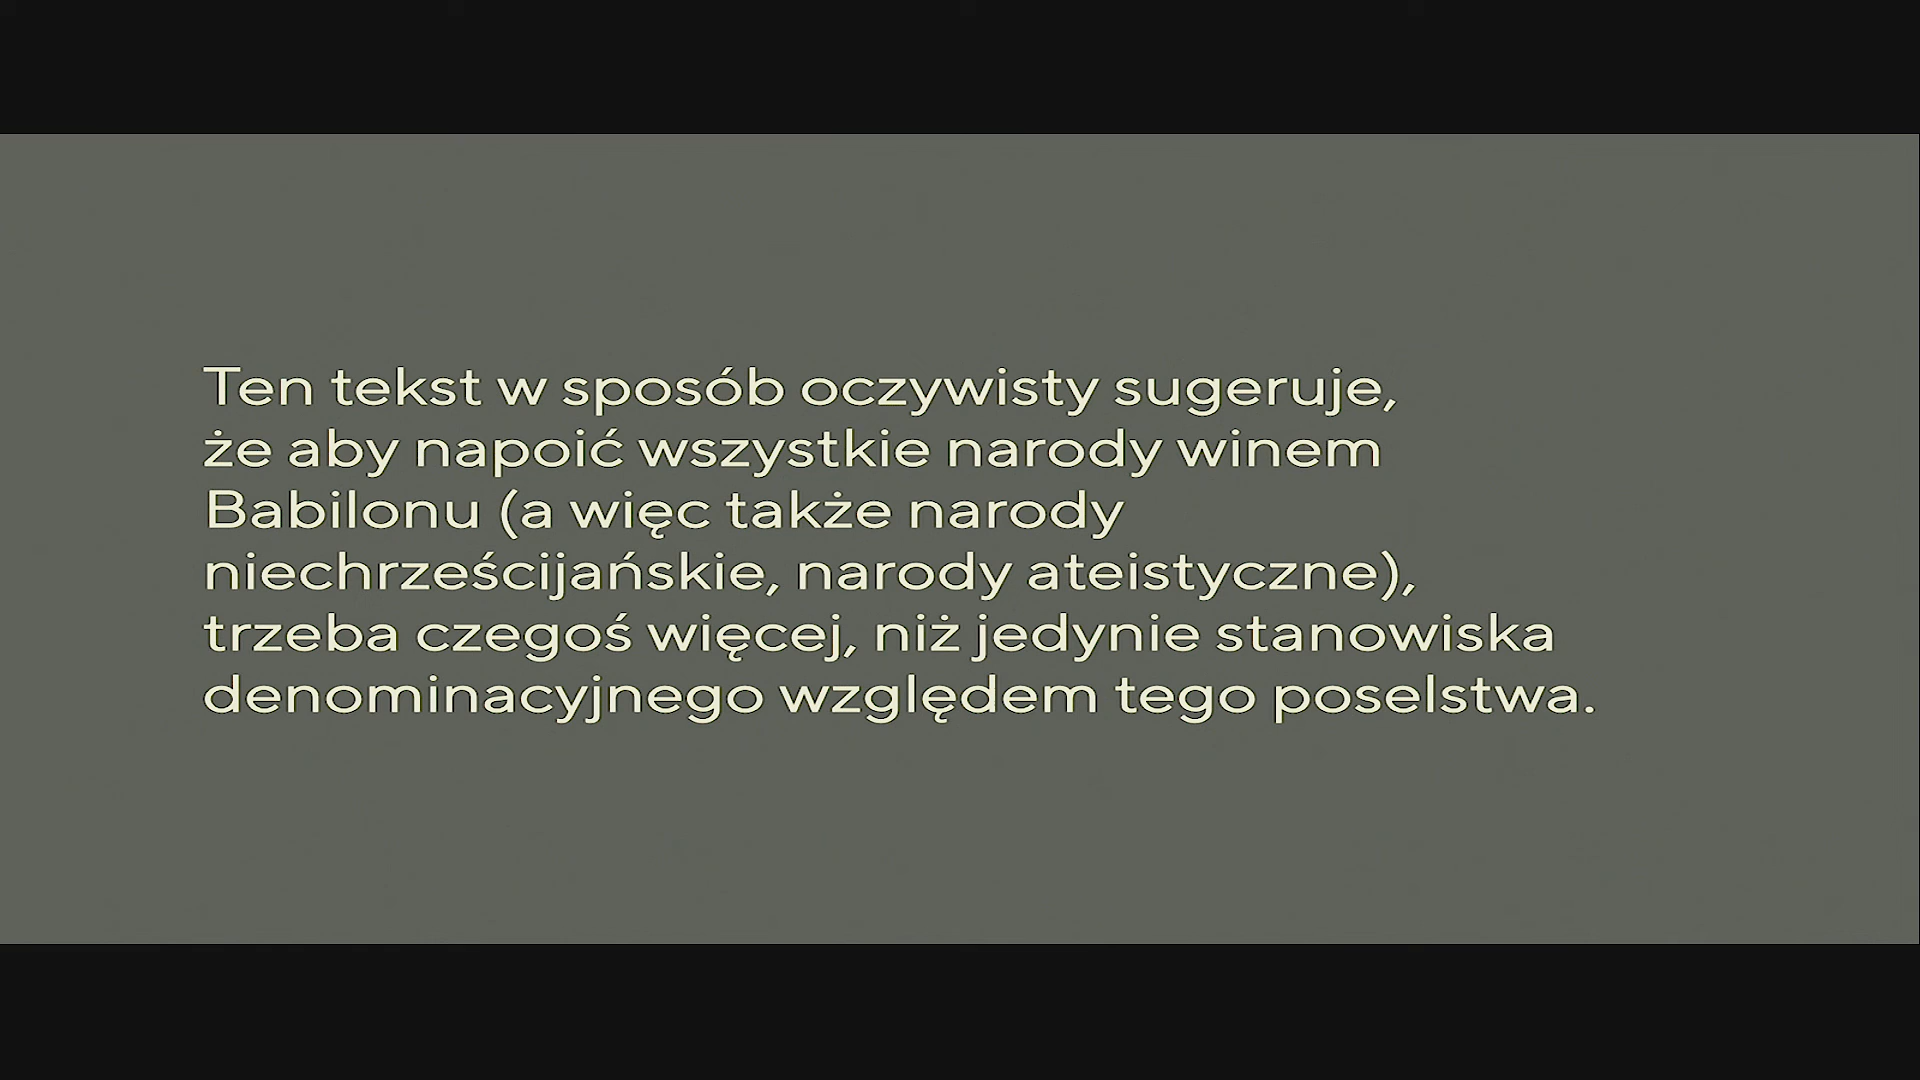 Ten tekst w sposób oczywisty sugeruje,
że aby napoić wszystkie narody winem
Babilonu (a więc także narody
niechrześcijańskie, narody ateistyczne),
trzeba czegoś więcej, niż jedynie stanowiska
denominacyjnego względem tego poselstwa.